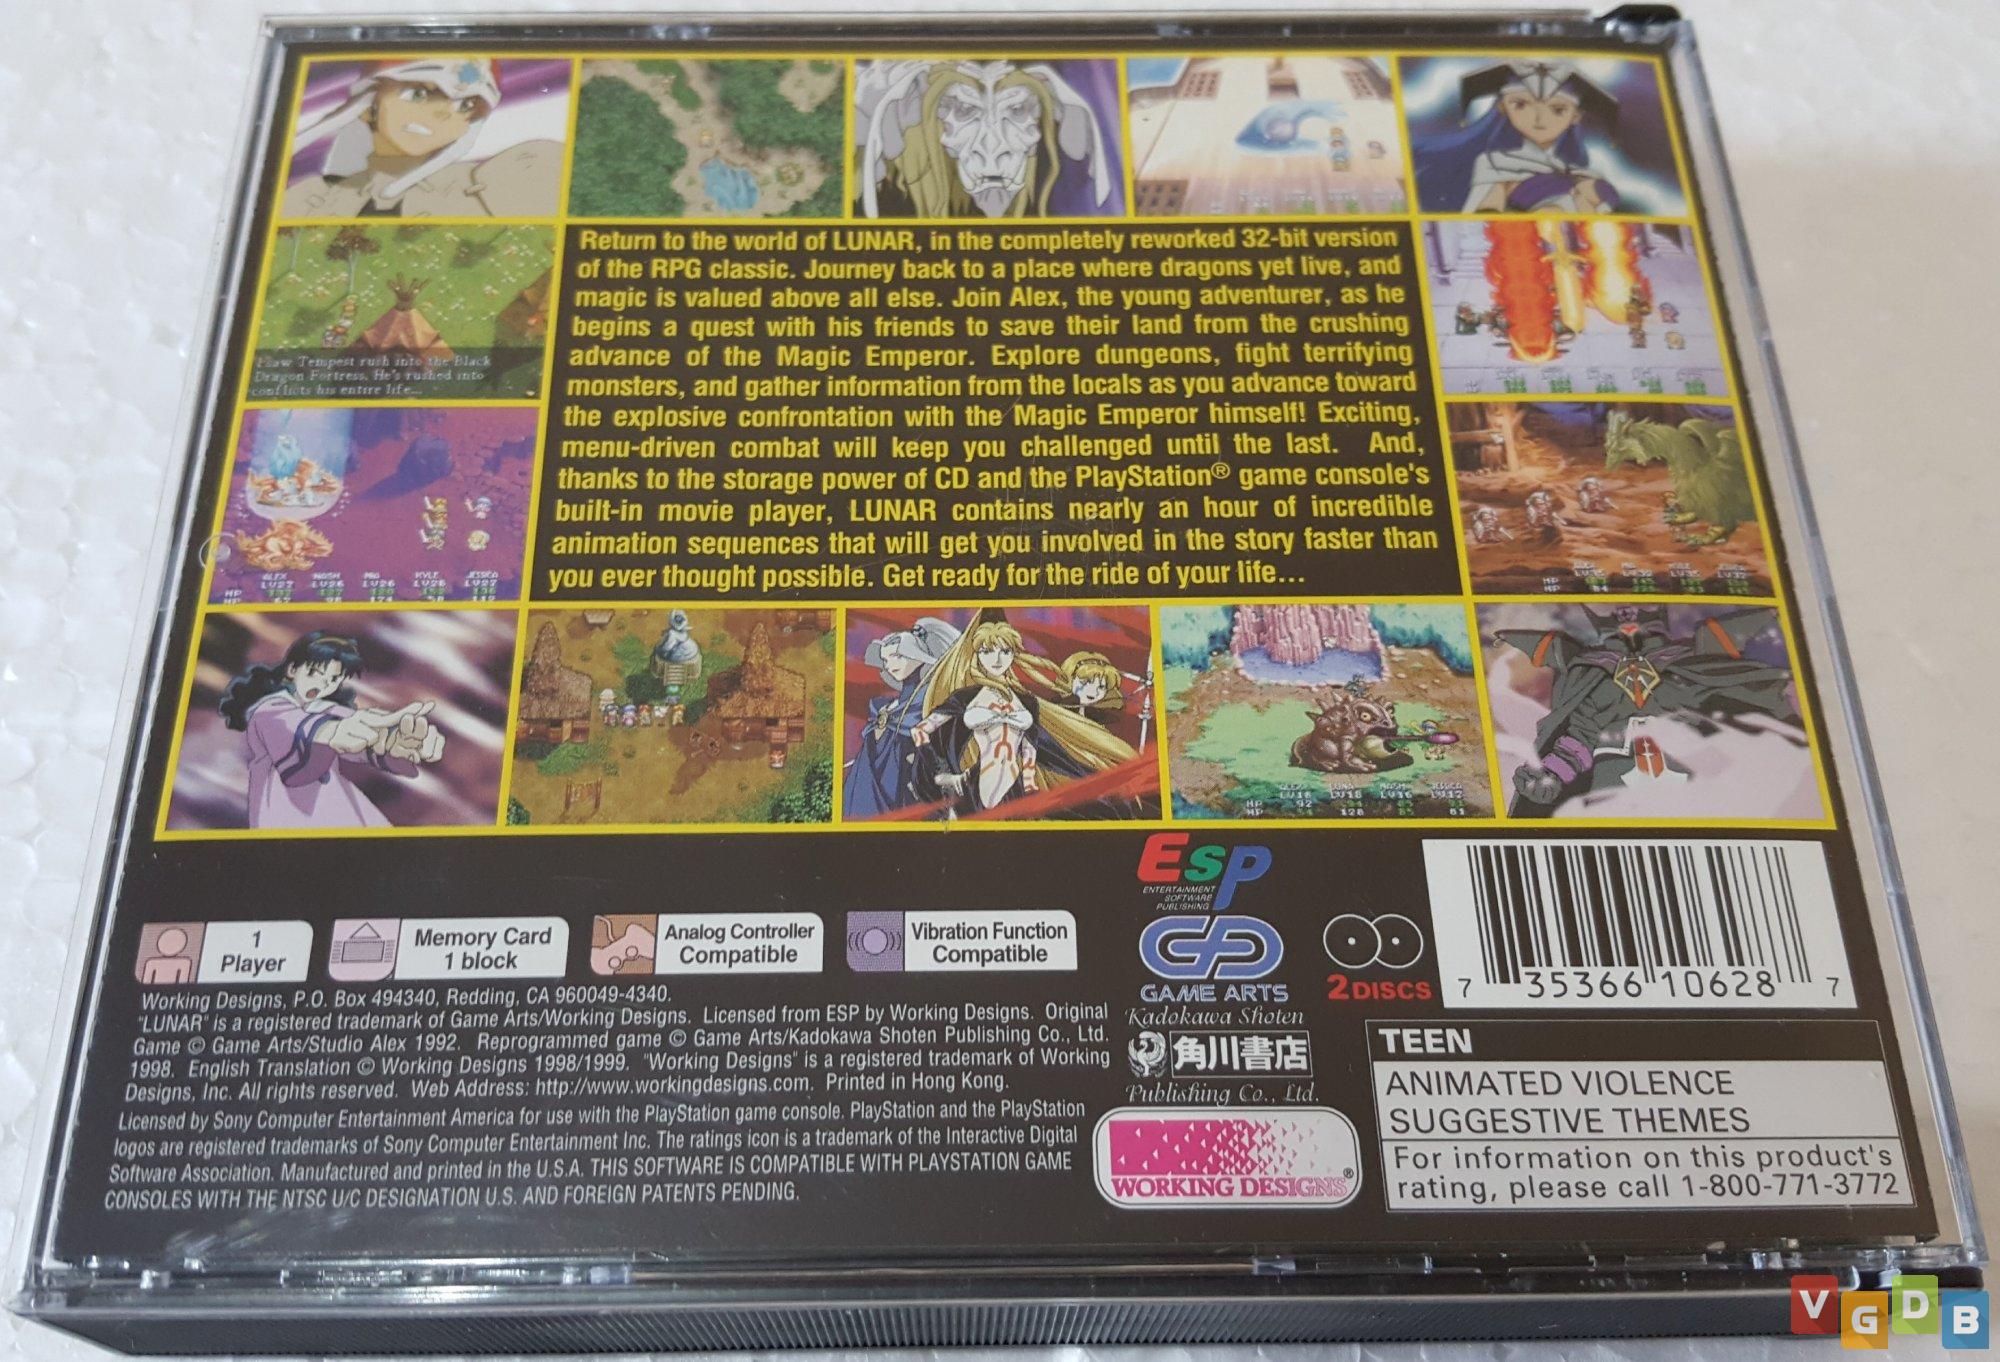 Return to the world of LUNAR, in the completely reworked 32-bit version
of the RPG classic. Journey back to a place where dragons yet live, and
magic is valued above all else. Join Alex, the young adventurer, as he
begins a quest with his friends to save their land from the crushing
advance of the Magic Emperor. Explore dungeons, fight terrifying
monsters, and gather information from the locals as you advance toward
the explosive confrontation with the Magic Emperor himself! Exciting,
menu-driven combat will keep you challenged until the last. And,
thanks to the storage power of CD and the PlayStation® game console's
built-in movie player, LUNAR contains nearly an hour of incredible
animation sequences that will get you involved in the story faster than
you ever thought possible. Get ready for the ride of your life...
saw Tempest rush into the Black
Dragon Fortress. He's rushed into
conflicts his entire life...
ALEX NASH MIA KYLE JESSICA
LV27 LV26 LV26 LV26 LV27
LUNA NASH JESSICA
1
Player
Memory Card
1 block
Analog Controller
Compatible
Vibration Function
Compatible
Working Designs, P.O. Box 494340, Redding, CA 960049-4340.
"LUNAR" is a registered trademark of Game Arts/Working Designs. Licensed from ESP by Working Designs. Original
Game © Game Arts/Studio Alex 1992. Reprogrammed game © Game Arts/Kadokawa Shoten Publishing Co., Ltd.
1998. English Translation © Working Designs 1998/1999. "Working Designs" is a registered trademark of Working
Designs, Inc. All rights reserved. Web Address: http://www.workingdesigns.com. Printed in Hong Kong.
Licensed by Sony Computer Entertainment America for use with the PlayStation game console. PlayStation and the PlayStation
logos are registered trademarks of Sony Computer Entertainment Inc. The ratings icon is a trademark of the Interactive Digital
Software Association. Manufactured and printed in the U.S.A. THIS SOFTWARE IS COMPATIBLE WITH PLAYSTATION GAME
CONSOLES WITH THE NTSC U/C DESIGNATION U.S. AND FOREIGN PATENTS PENDING.
ESP
ENTERTAINMENT
SOFTWARE
PUBLISHING
GAME ARTS
Kadokawa Shoten
角川書店
Publishing Co., Ltd.
WORKING DESIGNS®
2 DISCS
7 35366 10628 7
TEEN
ANIMATED VIOLENCE
SUGGESTIVE THEMES
For information on this product's
rating, please call 1-800-771-3772
VGDB